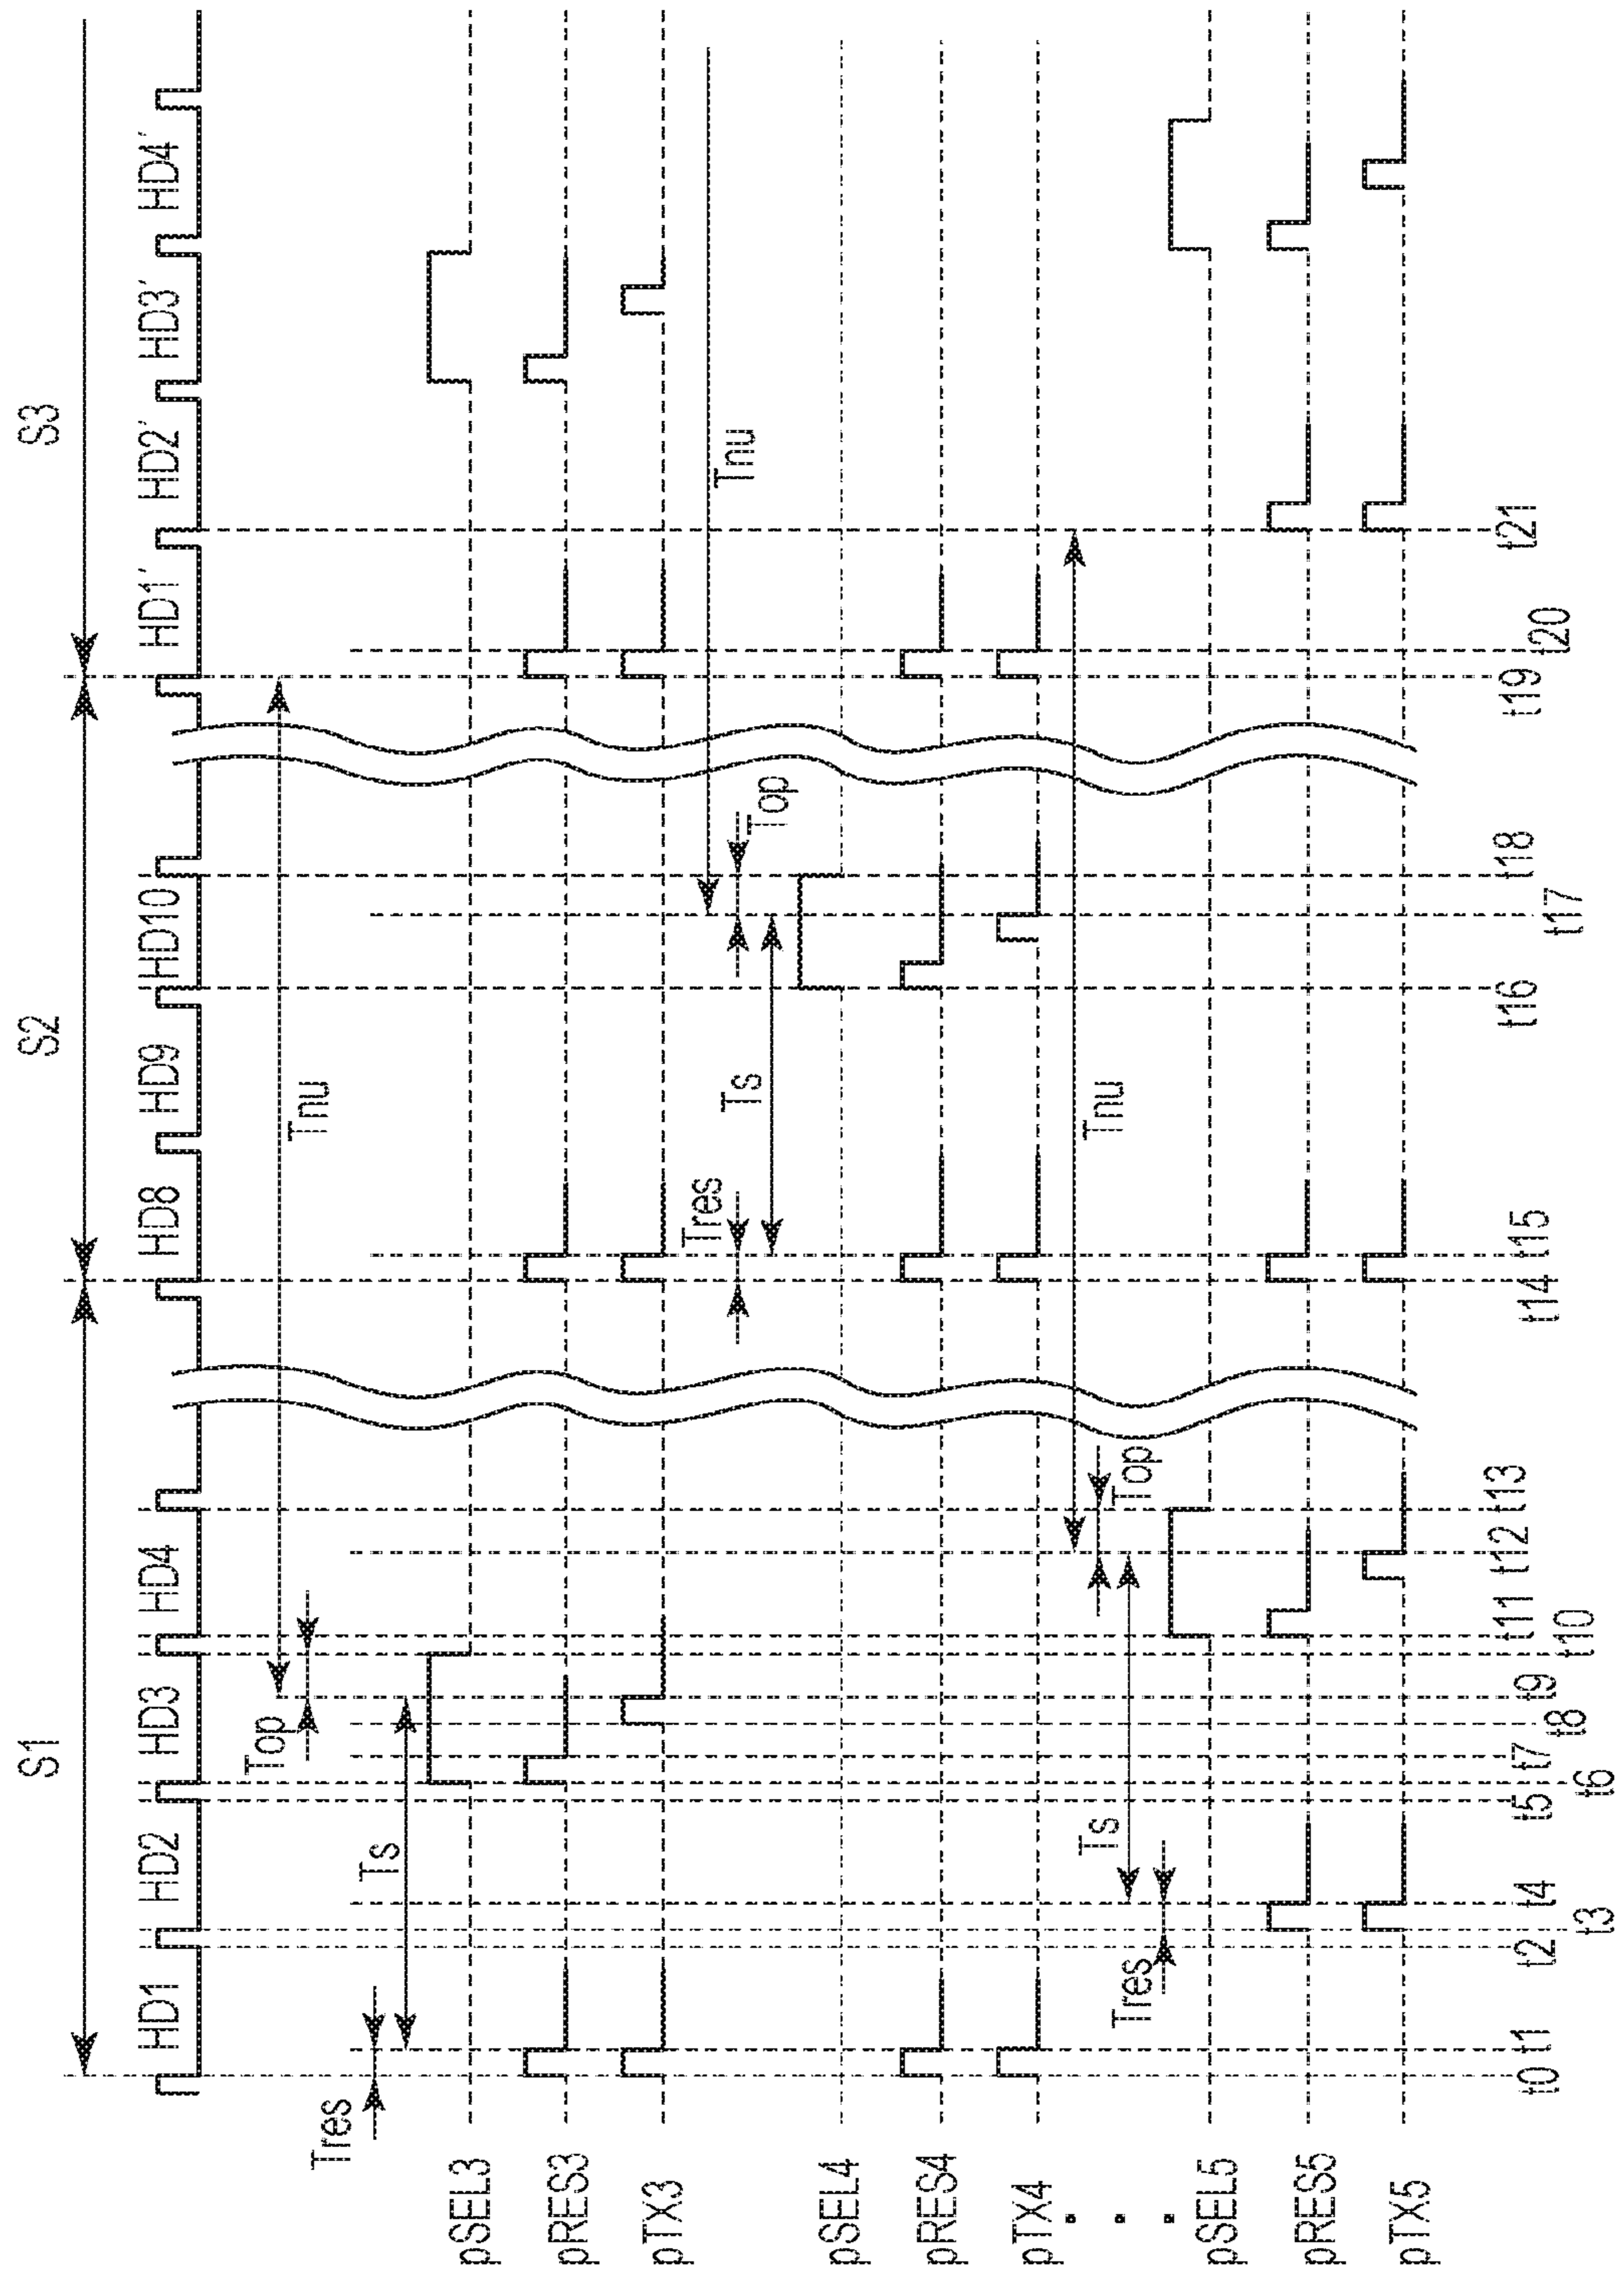 S1 S2 S3
HD1 HD2 HD3 HD4 HD8 HD9 HD10 HD1′ HD2′ HD3′ HD4′
Tnu
Top
Ts
Tres
pSEL3
pRES3
pTX3
Tnu
Tres Top
Ts
pSEL4
pRES4
pTX4
Tnu
Top
Ts
Tres
pSEL5
pRES5
pTX5
t0 t1 t2 t3 t4 t5 t6 t7 t8 t9 t10 t11 t12 t13 t14 t15 t16 t17 t18 t19 t20 t21